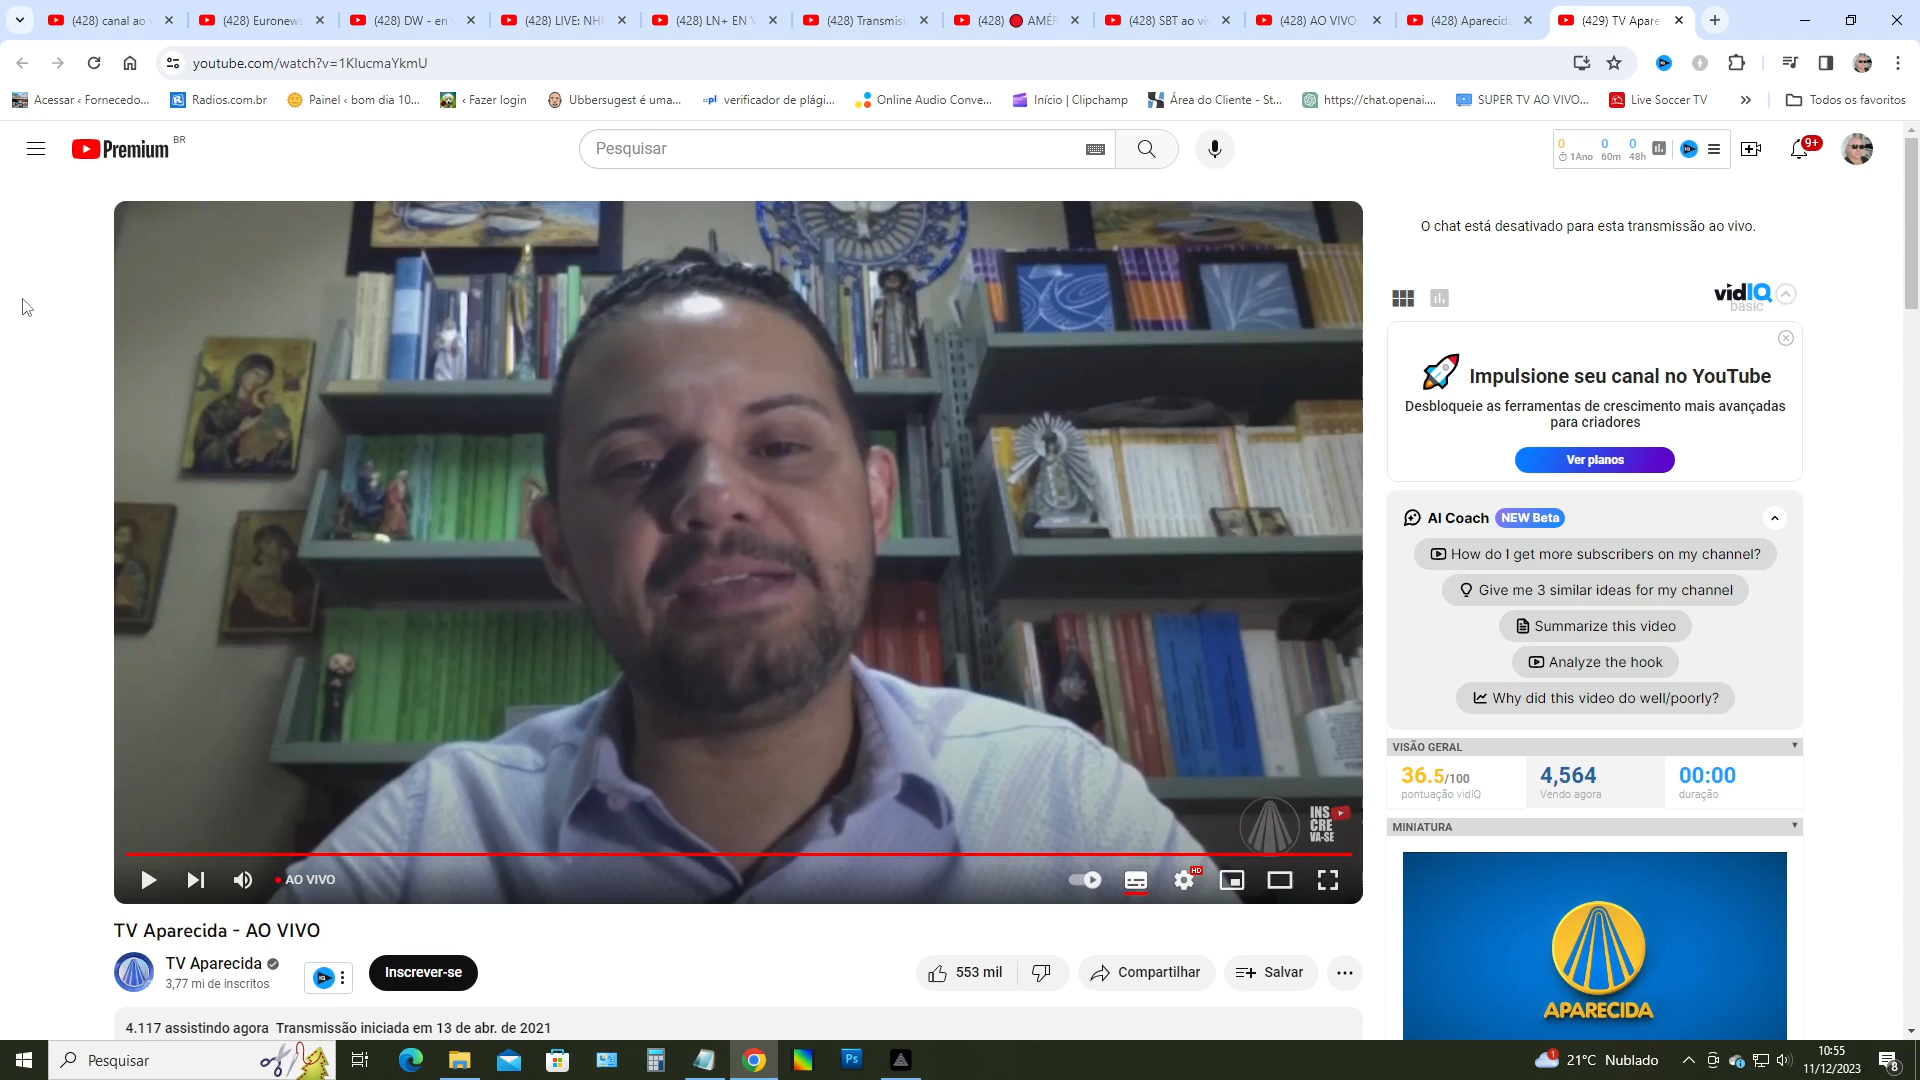 (428) canal ao
(428) Euronews
(428) DW - en
(428) LIVE: NH
(428) LN+ EN V
(428) Transmis
(428) AMÉR
(428) SBT ao viv
(428) AO VIVO
(428) Aparecida
(429) TV Apare
youtube.com/watch?v=1KIucmaYkmU
Acessar ‹ Fornecedo...
Radios.com.br
Painel ‹ bom dia 10...
‹ Fazer login
Ubbersugest é uma...
verificador de plági...
Online Audio Conve...
Início | Clipchamp
Área do Cliente - St...
https://chat.openai....
SUPER TV AO VIVO...
Live Soccer TV
»
Todos os favoritos
Premium BR
Pesquisar
0 0 0
1Ano 60m 48h
9+
O chat está desativado para esta transmissão ao vivo.
vidIQ
basic
Impulsione seu canal no YouTube
Desbloqueie as ferramentas de crescimento mais avançadas
para criadores
Ver planos
AI Coach NEW Beta
How do I get more subscribers on my channel?
Give me 3 similar ideas for my channel
Summarize this video
Analyze the hook
Why did this video do well/poorly?
VISÃO GERAL
36.5/100
pontuação vidIQ
4,564
Vendo agora
00:00
duração
MINIATURA
APARECIDA
INS
CRE
VA-SE
AO VIVO
HD
TV Aparecida - AO VIVO
TV Aparecida
3,77 mi de inscritos
Inscrever-se
553 mil
Compartilhar
Salvar
4.117 assistindo agora Transmissão iniciada em 13 de abr. de 2021
Pesquisar
Ps
1
21°C Nublado
10:55
11/12/2023
8